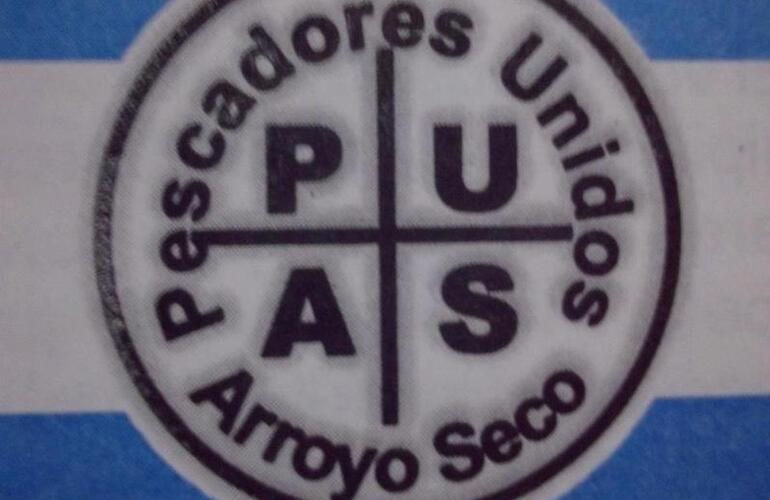 Pescadores Unidos
P U
A S
Arroyo Seco